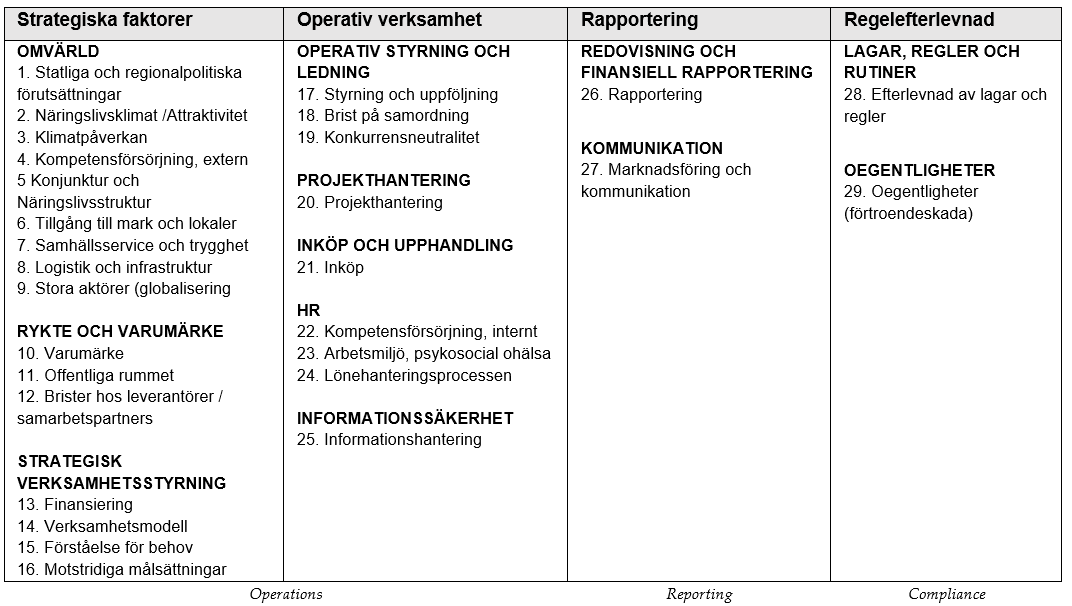 Strategiska faktorer
OMVÄRLD
1. Statliga och regionalpolitiska
förutsättningar
2. Näringslivsklimat /Attraktivitet
3. Klimatpåverkan
4. Kompetensförsörjning, extern
5 Konjunktur och
Näringslivsstruktur
6. Tillgång till mark och lokaler
7. Samhällsservice och trygghet
8. Logistik och infrastruktur
9. Stora aktörer (globalisering
RYKTE OCH VARUMÄRKE
10. Varumärke
11. Offentliga rummet
12. Brister hos leverantörer /
samarbetspartners
STRATEGISK
VERKSAMHETSSTYRNING
13. Finansiering
14. Verksamhetsmodell
15. Förståelse för behov
16. Motstridiga målsättningar
Operativ verksamhet
OPERATIV STYRNING OCH
LEDNING
17. Styrning och uppföljning
18. Brist på samordning
19. Konkurrensneutralitet
PROJEKTHANTERING
20. Projekthantering
INKÖP OCH UPPHANDLING
21. Inköp
HR
22. Kompetensförsörjning, internt
23. Arbetsmiljö, psykosocial ohälsa
24. Lönehanteringsprocessen
INFORMATIONSSÄKERHET
25. Informationshantering
Rapportering
REDOVISNING OCH
FINANSIELL RAPPORTERING
26. Rapportering
KOMMUNIKATION
27. Marknadsföring och
kommunikation
Regelefterlevnad
LAGAR, REGLER OCH
RUTINER
28. Efterlevnad av lagar och
regler
OEGENTLIGHETER
29. Oegentligheter
(förtroendeskada)
Operations
Reporting
Compliance